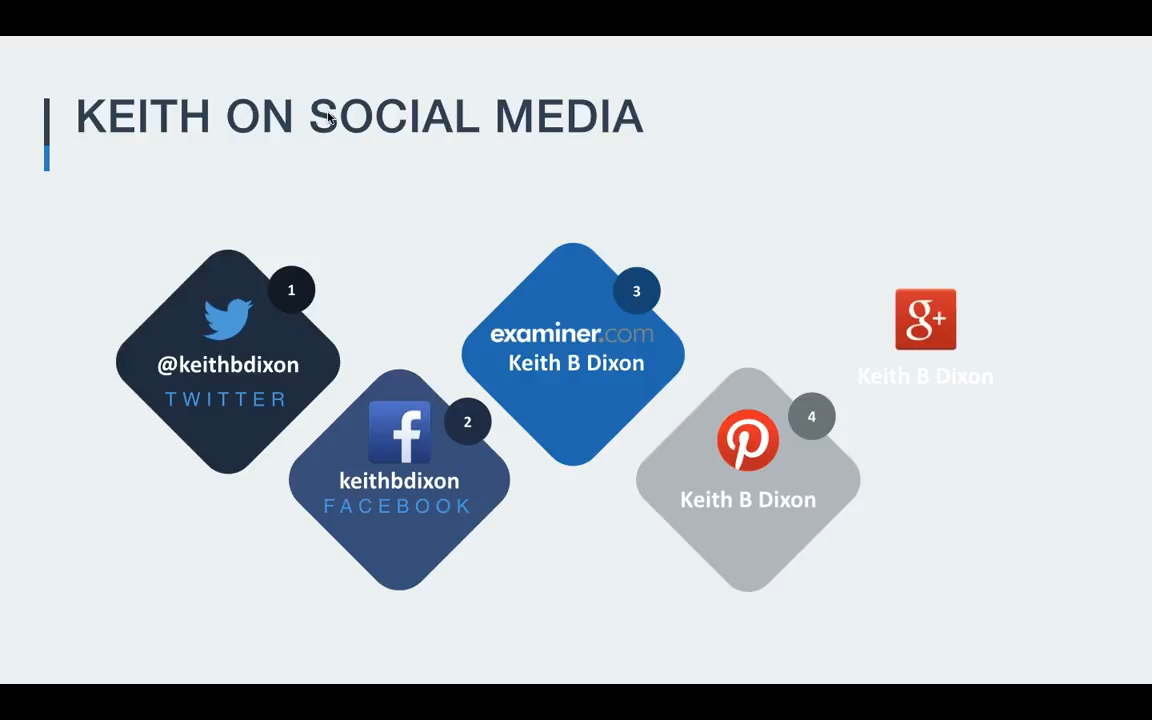 KEITH ON SOCIAL MEDIA
1
@keithbdixon
TWITTER
2
f
keithbdixon
FACEBOOK
3
examiner.com
Keith B Dixon
4
Keith B Dixon
g+
Keith B Dixon